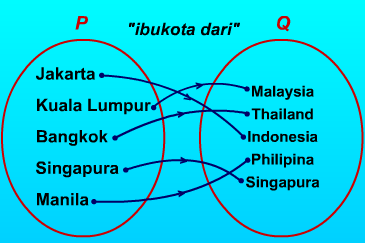 P "ibukota dari" Q
Jakarta
Kuala Lumpur
Bangkok
Singapura
Manila
Malaysia
Thailand
Indonesia
Philipina
Singapura